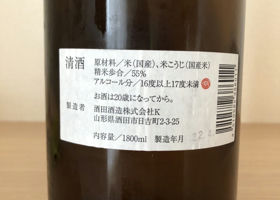 清酒
原材料／米（国産）、米こうじ（国産米）
精米歩合／55％
アルコール分／16度以上17度未満
お酒は20歳になってから。
製造者 酒田酒造株式会社K
山形県酒田市日吉町2-3-25
内容量／1800ml 製造年月